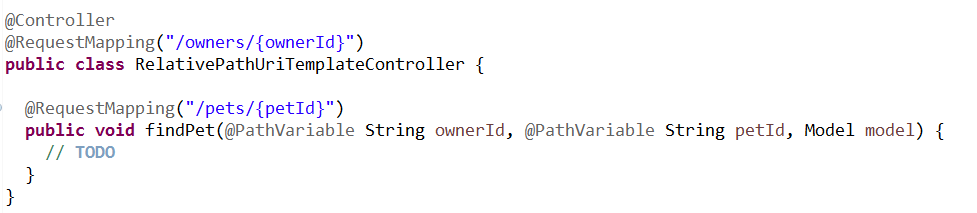 @Controller
@RequestMapping("/owners/{ownerId}")
public class RelativePathUriTemplateController {
@RequestMapping("/pets/{petId}")
public void findPet(@PathVariable String ownerId, @PathVariable String petId, Model model) {
// TODO
}
}